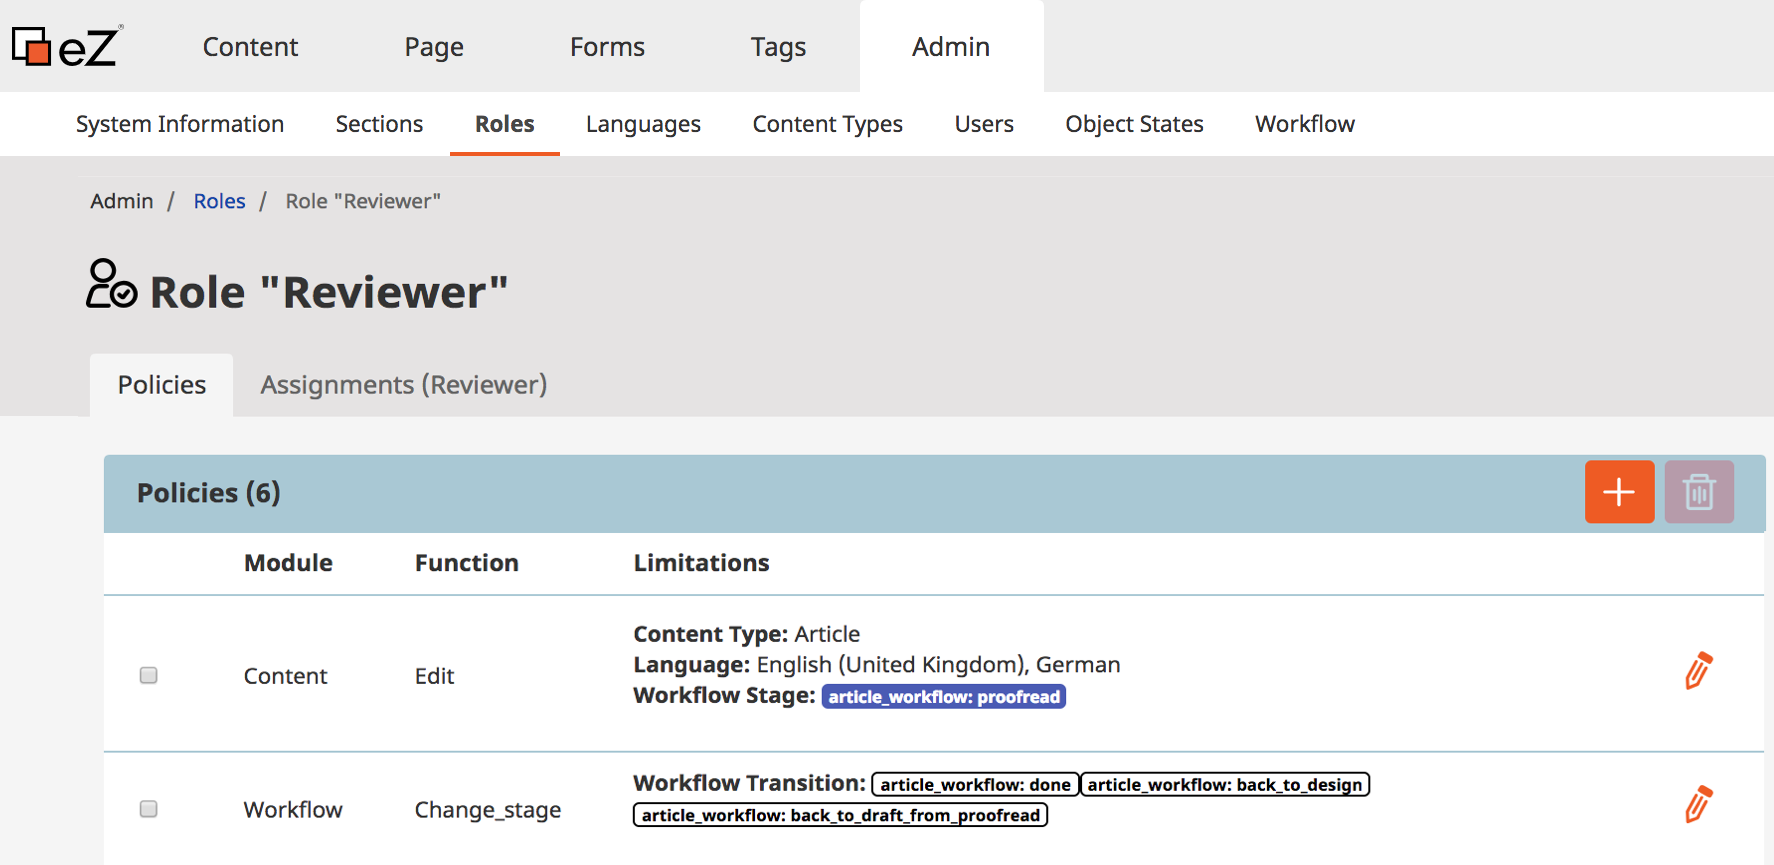 eZ®
Content Page Forms Tags Admin
System Information Sections Roles Languages Content Types Users Object States Workflow
Admin / Roles / Role "Reviewer"
Role "Reviewer"
Policies Assignments (Reviewer)
Policies (6)
Module Function Limitations
Content Type: Article
Language: English (United Kingdom), German
Content Edit
Workflow Stage: article_workflow: proofread
Workflow Transition: article_workflow: done article_workflow: back_to_design
Workflow Change_stage
article_workflow: back_to_draft_from_proofread